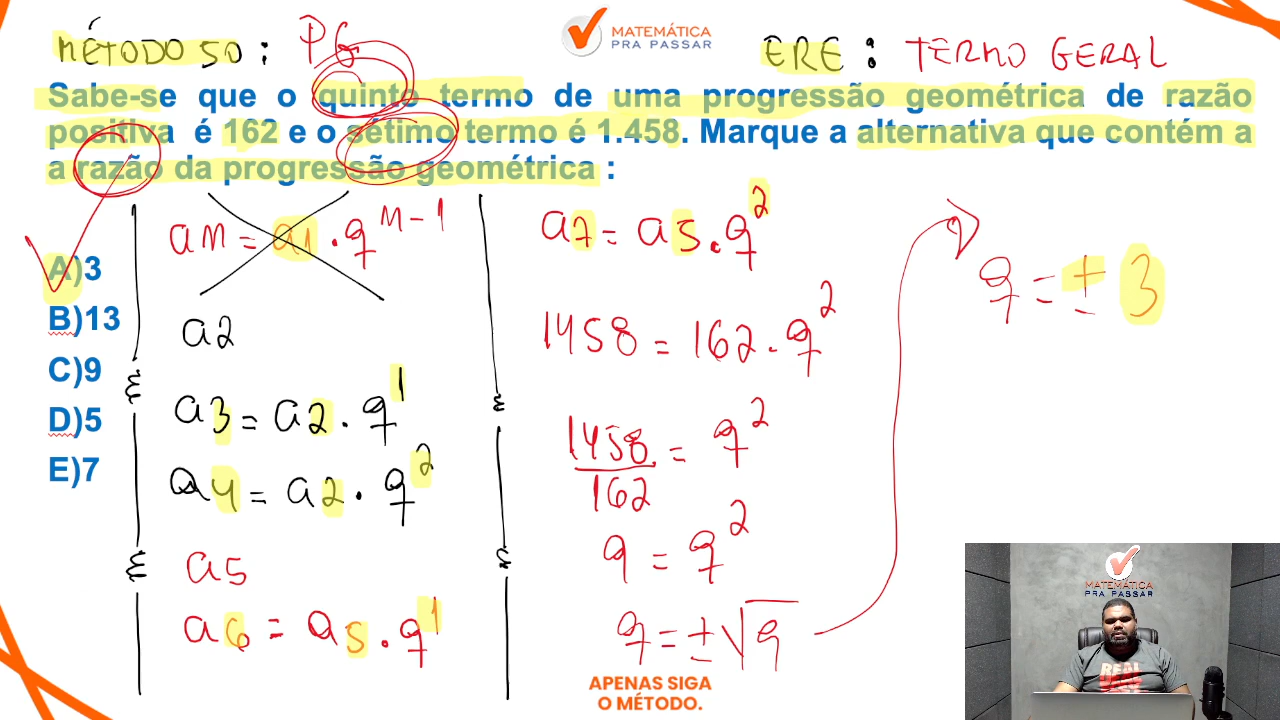 MÉTODO 50: PG
MATEMÁTICA
PRA PASSAR
ERE: TERMO GERAL
Sabe-se que o quinto termo de uma progressão geométrica de razão
positiva é 162 e o sétimo termo é 1.458. Marque a alternativa que contém a
a razão da progressão geométrica :
A)3
B)13
C)9
D)5
E)7
an = a1 . q^n-1
a2
a3 = a2 . q^1
a4 = a2 . q^2
a5
a6 = a5 . q^1
a7 = a5 . q^2
1458 = 162 . q^2
1458/162 = q^2
9 = q^2
q = ±√9
q = ± 3
MATEMÁTICA
PRA PASSAR
REAL
APENAS SIGA
O MÉTODO.